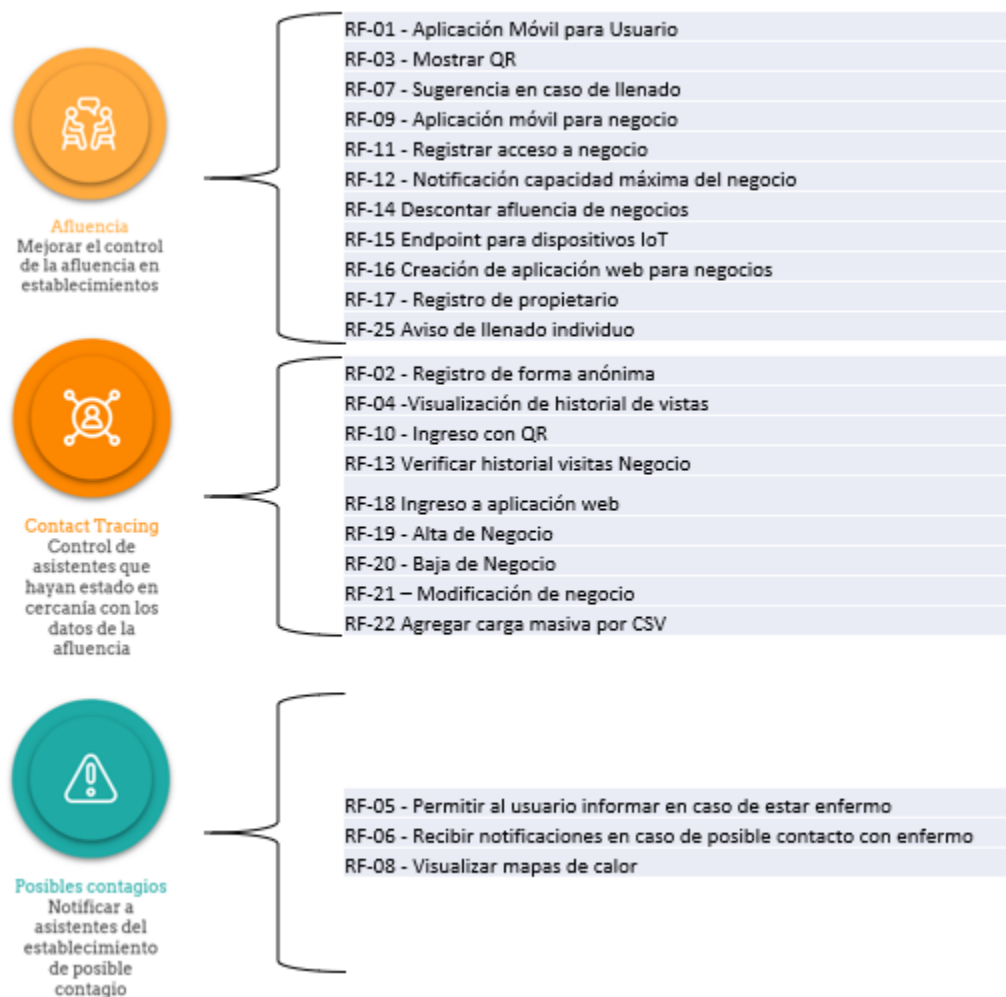 RF-01 - Aplicación Móvil para Usuario
RF-03 - Mostrar QR
RF-07 - Sugerencia en caso de llenado
RF-09 - Aplicación móvil para negocio
RF-11 - Registrar acceso a negocio
RF-12 - Notificación capacidad máxima del negocio
RF-14 Descontar afluencia de negocios
RF-15 Endpoint para dispositivos IoT
RF-16 Creación de aplicación web para negocios
RF-17 - Registro de propietario
RF-25 Aviso de llenado individuo
Afluencia
Mejorar el control
de la afluencia en
establecimientos
RF-02 - Registro de forma anónima
RF-04 -Visualización de historial de vistas
RF-10 - Ingreso con QR
RF-13 Verificar historial visitas Negocio
RF-18 Ingreso a aplicación web
RF-19 - Alta de Negocio
RF-20 - Baja de Negocio
RF-21 – Modificación de negocio
RF-22 Agregar carga masiva por CSV
Contact Tracing
Control de
asistentes que
hayan estado en
cercanía con los
datos de la
afluencia
RF-05 - Permitir al usuario informar en caso de estar enfermo
RF-06 - Recibir notificaciones en caso de posible contacto con enfermo
RF-08 - Visualizar mapas de calor
Posibles contagios
Notificar a
asistentes del
establecimiento
de posible
contagio